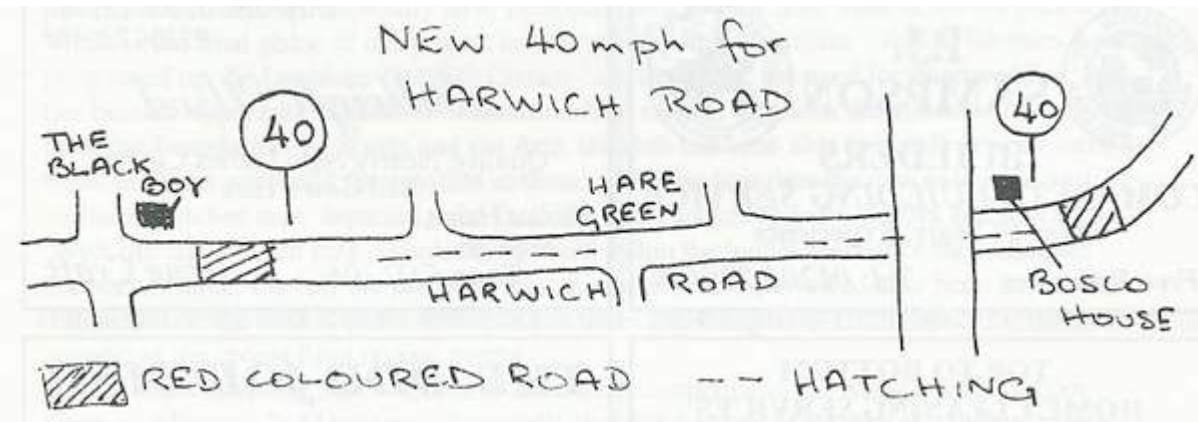 NEW 40 mph for
HARWICH ROAD
THE
BLACK
BOY
40
HARE
GREEN
40
HARWICH ROAD
BOSCO
HOUSE
RED COLOURED ROAD -- HATCHING